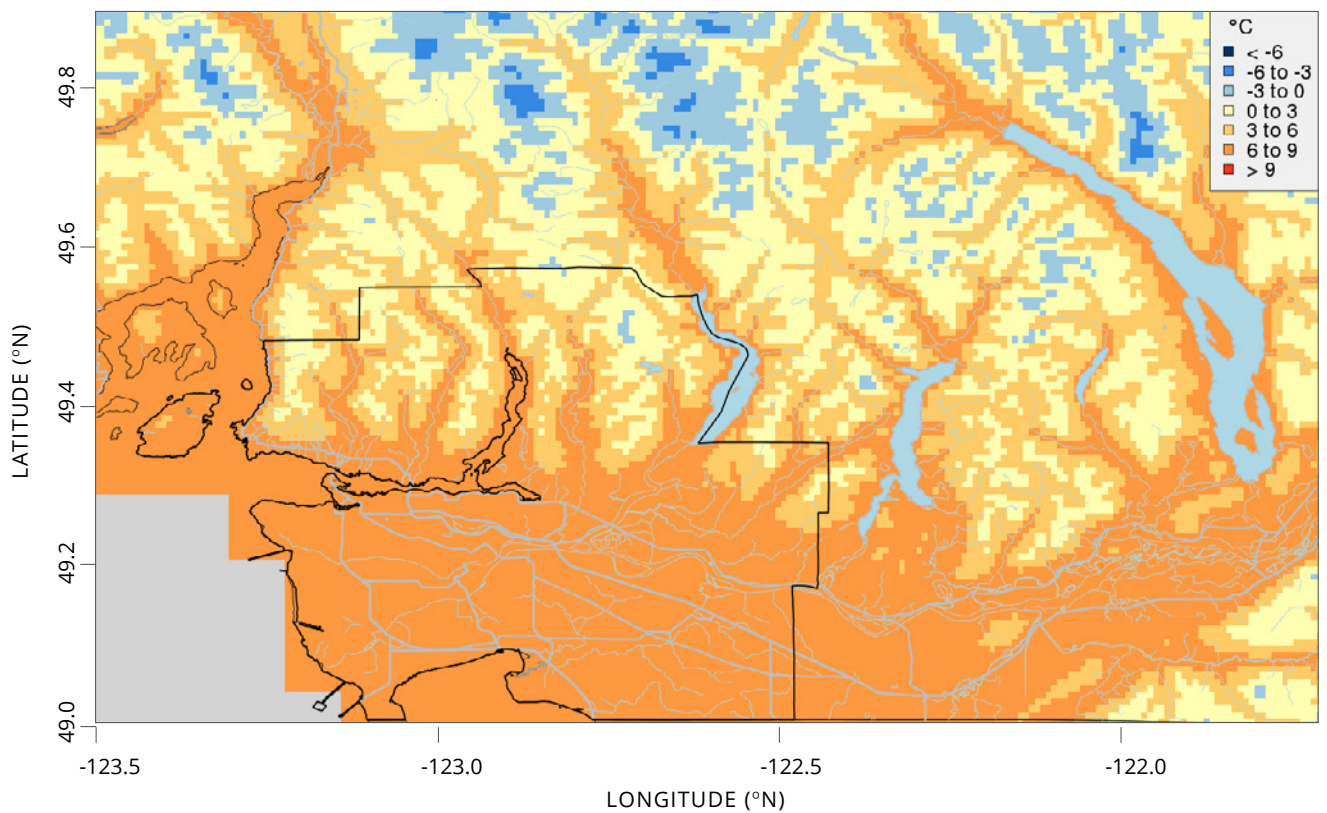 °C
< -6
-6 to -3
-3 to 0
0 to 3
3 to 6
6 to 9
> 9
49.8
49.6
49.4
49.2
49.0
LATITUDE (°N)
-123.5
-123.0
-122.5
-122.0
LONGITUDE (°N)